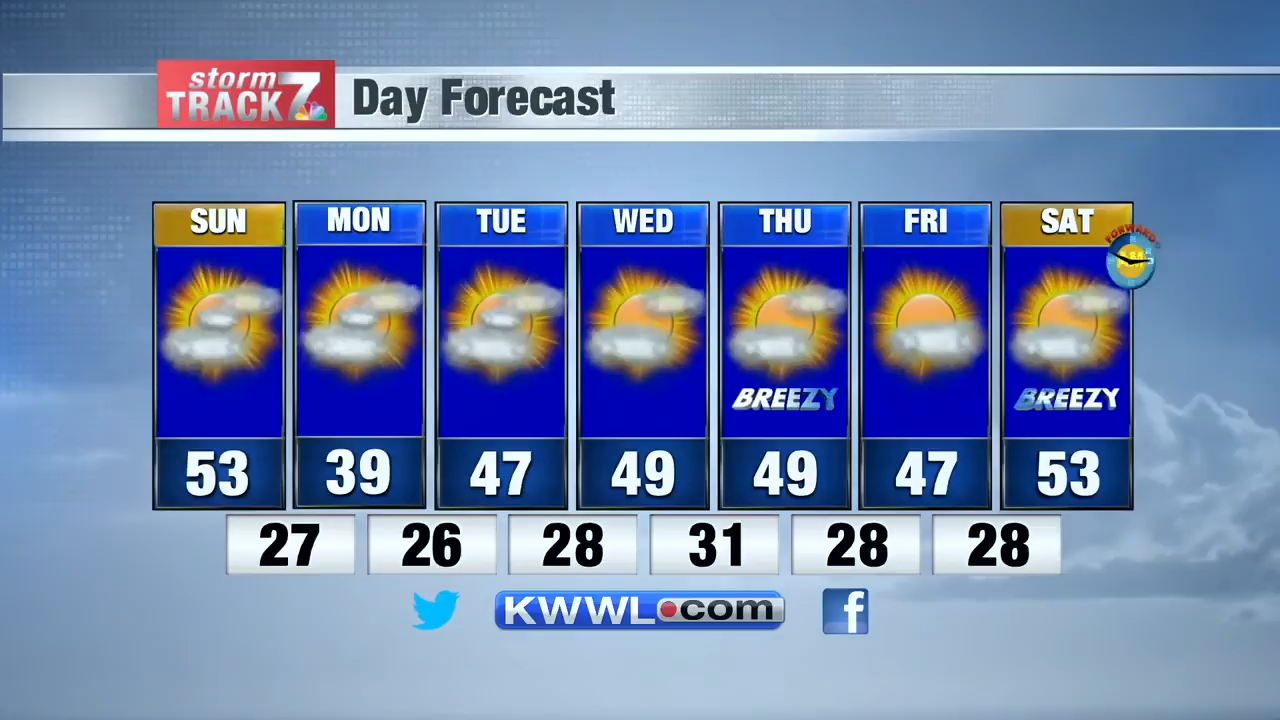 storm TRACK 7 Day Forecast
SUN MON TUE WED THU FRI SAT
FORWARD
BREEZY BREEZY
53 39 47 49 49 47 53
27 26 28 31 28 28
KWWL.com
f